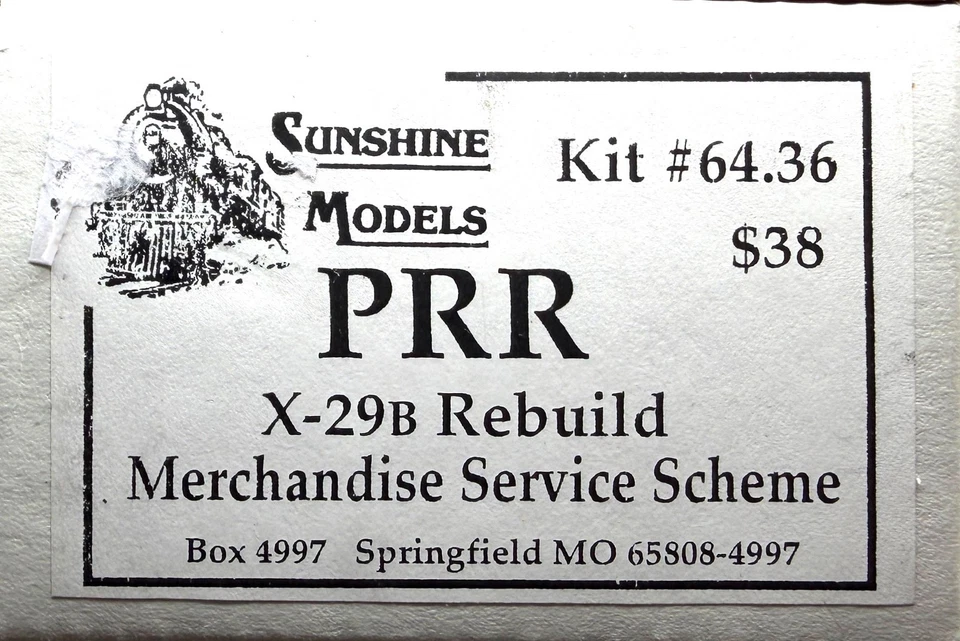 SUNSHINE
MODELS
Kit #64.36
$38
PRR
X-29B Rebuild
Merchandise Service Scheme
Box 4997 Springfield MO 65808-4997